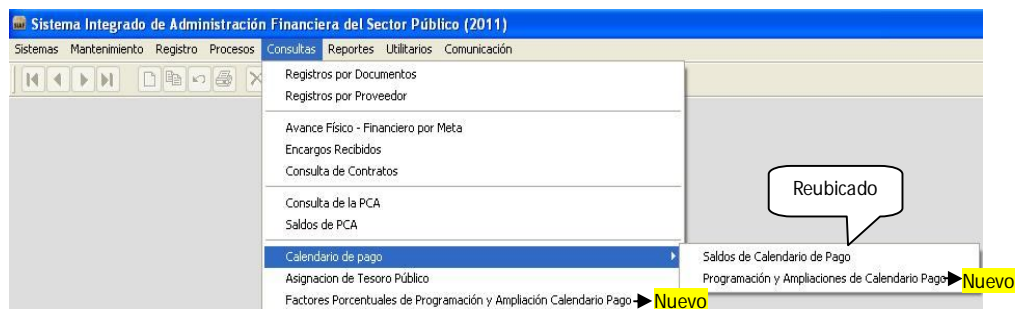 Sistema Integrado de Administración Financiera del Sector Público (2011)
Sistemas Mantenimiento Registro Procesos Consultas Reportes Utilitarios Comunicación
Registros por Documentos
Registros por Proveedor
Avance Físico - Financiero por Meta
Encargos Recibidos
Consulta de Contratos
Consulta de la PCA
Saldos de PCA
Reubicado
Calendario de pago
Saldos de Calendario de Pago
Asignacion de Tesoro Público
Programación y Ampliaciones de Calendario Pago Nuevo
Factores Porcentuales de Programación y Ampliación Calendario Pago Nuevo